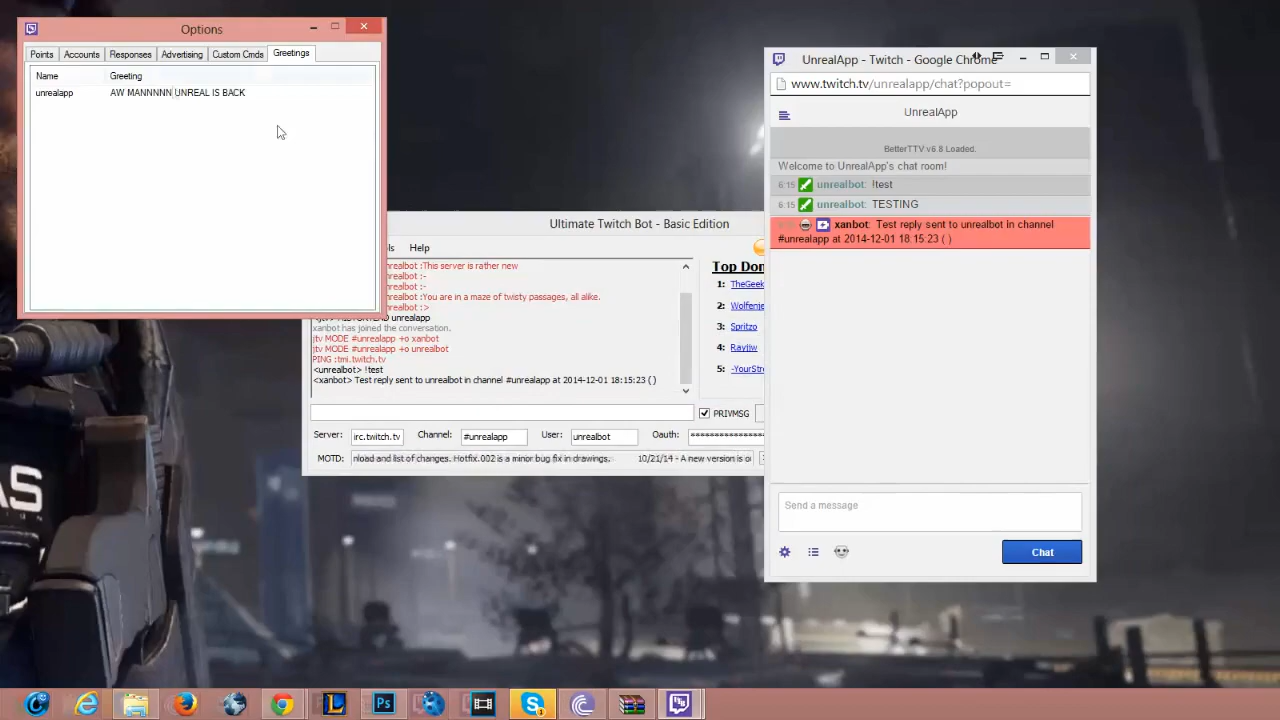 Options
Points Accounts Responses Advertising Custom Cmds Greetings
Name Greeting
unrealapp AW MANNNNN UNREAL IS BACK
Ultimate Twitch Bot - Basic Edition
Help
:This server is rather new
:-
:-
:You are in a maze of twisty passages, all alike.
:>
unrealapp
xanbot has joined the conversation.
jtv MODE #unrealapp +o xanbot
jtv MODE #unrealapp +o unrealbot
PING :tmi.twitch.tv
<unrealbot> !test
<xanbot> Test reply sent to unrealbot in channel #unrealapp at 2014-12-01 18:15:23 ( )
PRIVMSG
Server: irc.twitch.tv Channel: #unrealapp User: unrealbot Oauth: **************
MOTD: nload and list of changes. Hotfix.002 is a minor bug fix in drawings. 10/21/14 - A new version is o
Top Don
1: TheGeek
2: Wolfenje
3: Spritzo
4: Rayjiw
5: -YourStr
UnrealApp - Twitch - Google Chrome
www.twitch.tv/unrealapp/chat?popout=
UnrealApp
BetterTTV v6.8 Loaded.
Welcome to UnrealApp's chat room!
6:15 unrealbot: !test
6:15 unrealbot: TESTING
xanbot: Test reply sent to unrealbot in channel
#unrealapp at 2014-12-01 18:15:23 ( )
Send a message
Chat
AS
Ps